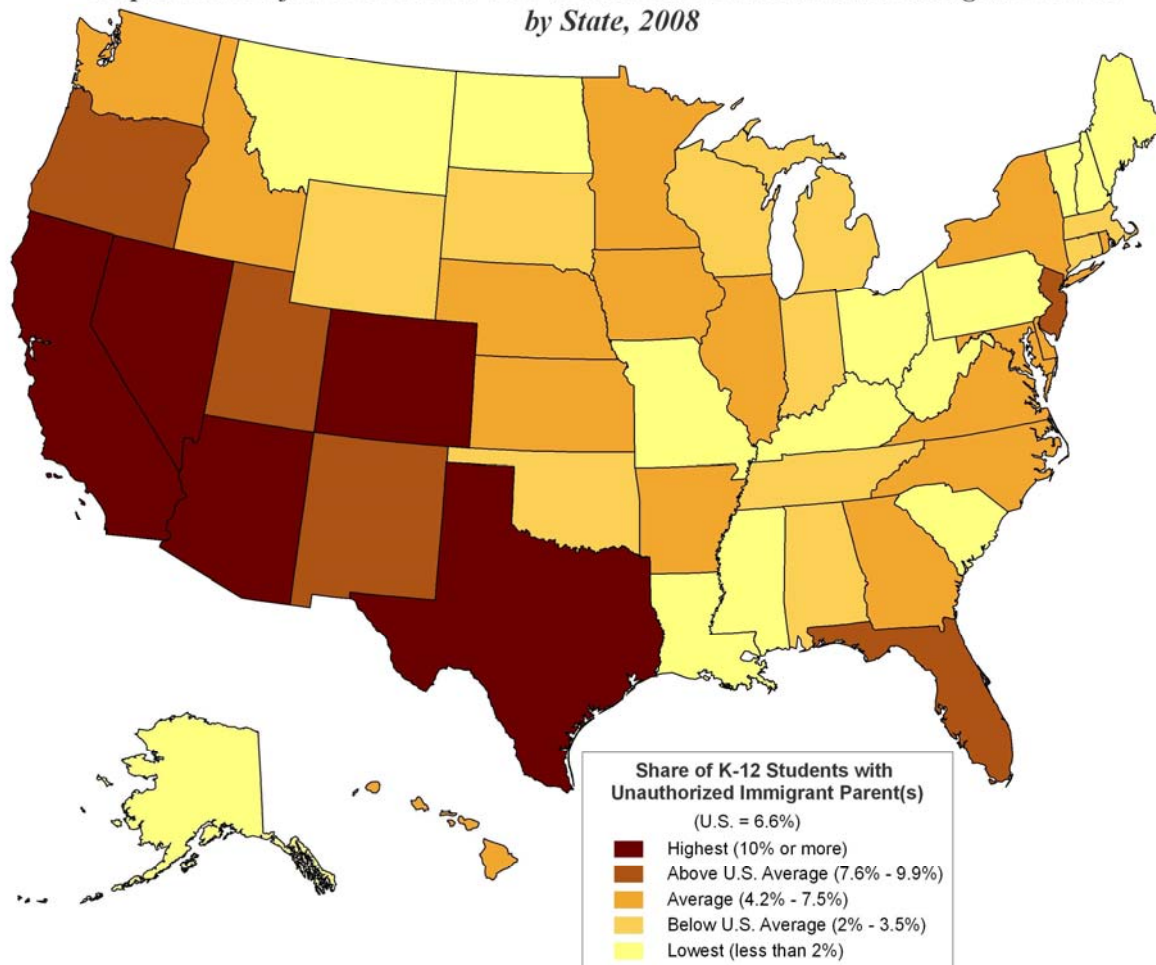 by State, 2008
Share of K-12 Students with
Unauthorized Immigrant Parent(s)
(U.S. = 6.6%)
Highest (10% or more)
Above U.S. Average (7.6% - 9.9%)
Average (4.2% - 7.5%)
Below U.S. Average (2% - 3.5%)
Lowest (less than 2%)